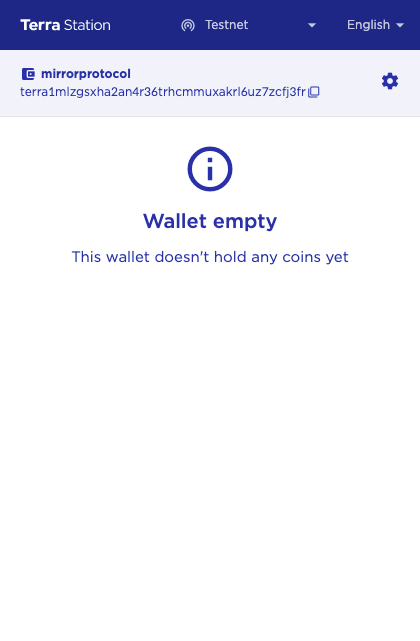 Terra Station
Testnet
English
mirrorprotocol
terra1mlzgsxha2an4r36trhcmmuxakrl6uz7zcfj3fr
Wallet empty
This wallet doesn't hold any coins yet